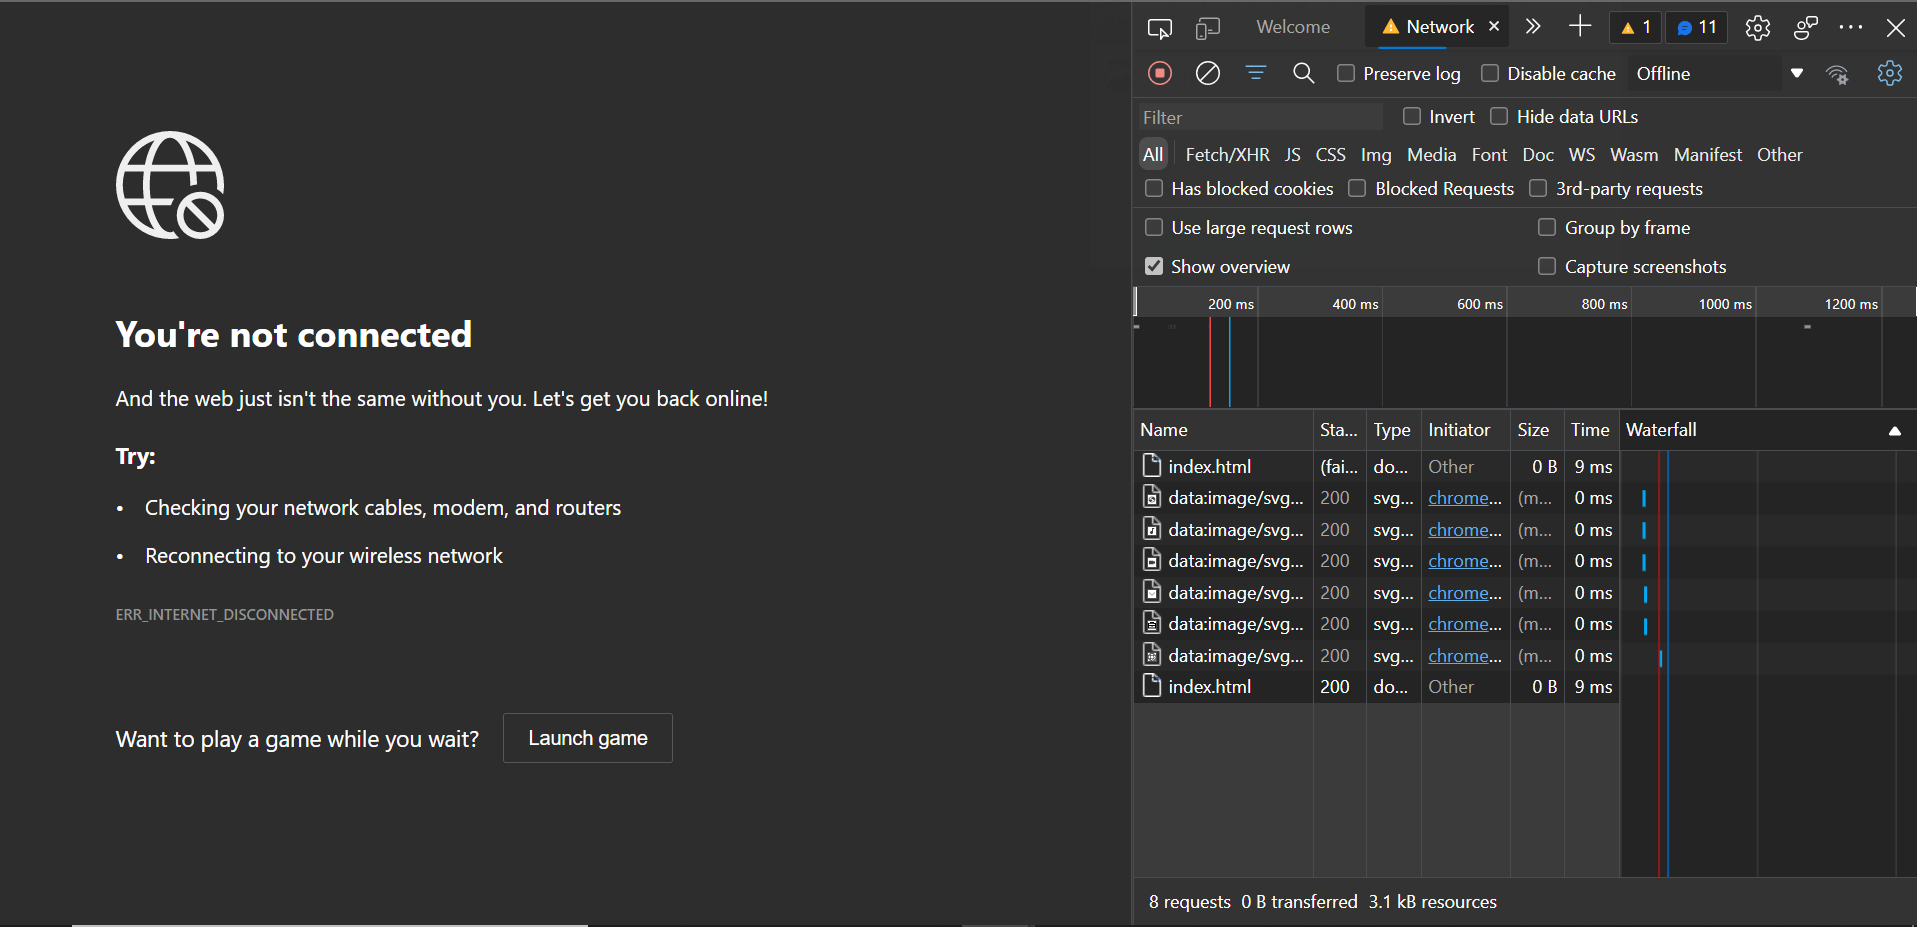 You're not connected
And the web just isn't the same without you. Let's get you back online!
Try:
• Checking your network cables, modem, and routers
• Reconnecting to your wireless network
ERR_INTERNET_DISCONNECTED
Want to play a game while you wait? Launch game
Welcome Network 1 11
Preserve log Disable cache Offline
Filter Invert Hide data URLs
All Fetch/XHR JS CSS Img Media Font Doc WS Wasm Manifest Other
Has blocked cookies Blocked Requests 3rd-party requests
Use large request rows Group by frame
Show overview Capture screenshots
200 ms 400 ms 600 ms 800 ms 1000 ms 1200 ms
Name Sta... Type Initiator Size Time Waterfall
index.html (fai... do... Other 0 B 9 ms
data:image/svg... 200 svg... chrome... (m... 0 ms
data:image/svg... 200 svg... chrome... (m... 0 ms
data:image/svg... 200 svg... chrome... (m... 0 ms
data:image/svg... 200 svg... chrome... (m... 0 ms
data:image/svg... 200 svg... chrome... (m... 0 ms
data:image/svg... 200 svg... chrome... (m... 0 ms
index.html 200 do... Other 0 B 9 ms
8 requests 0 B transferred 3.1 kB resources